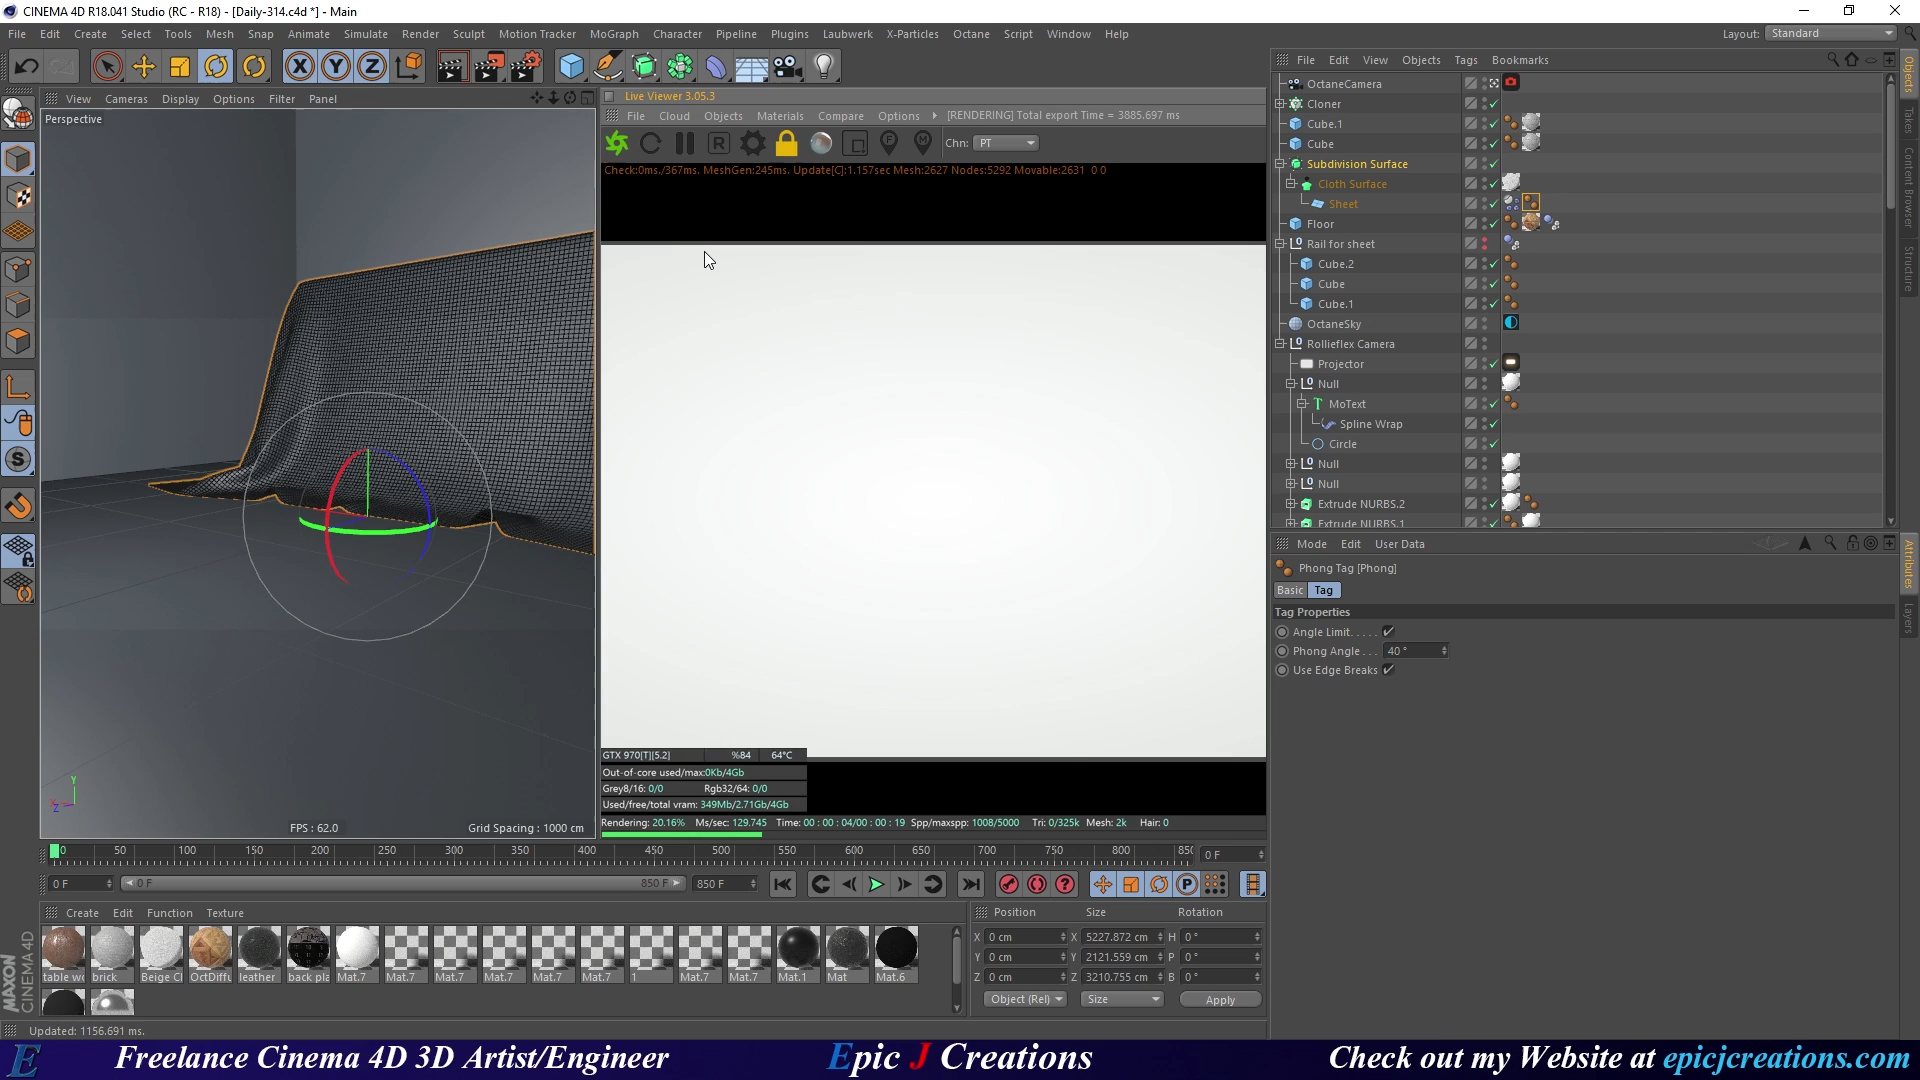 CINEMA 4D R18.041 Studio (RC - R18) - [Daily-314.c4d *] - Main
File Edit Create Select Tools Mesh Snap Animate Simulate Render Sculpt Motion Tracker MoGraph Character Pipeline Plugins Laubwerk X-Particles Octane Script Window Help
Layout: Standard
View Cameras Display Options Filter Panel
Perspective
FPS : 62.0
Grid Spacing : 1000 cm
Live Viewer 3.05.3
File Cloud Objects Materials Compare Options [RENDERING] Total export Time = 3885.697 ms
Chn: PT
Check:0ms./367ms. MeshGen:245ms. Update[C]:1.157sec Mesh:2627 Nodes:5292 Movable:2631 0 0
GTX 970[T][5.2] %84 64°C
Out-of-core used/max:0Kb/4Gb
Grey8/16: 0/0 Rgb32/64: 0/0
Used/free/total vram: 349Mb/2.71Gb/4Gb
Rendering: 20.16% Ms/sec: 129.745 Time: 00 : 00 : 04/00 : 00 : 19 Spp/maxspp: 1008/5000 Tri: 0/325k Mesh: 2k Hair: 0
File Edit View Objects Tags Bookmarks
OctaneCamera
Cloner
Cube.1
Cube
Subdivision Surface
Cloth Surface
Sheet
Floor
Rail for sheet
Cube.2
Cube
Cube.1
OctaneSky
Rollieflex Camera
Projector
Null
MoText
Spline Wrap
Circle
Null
Null
Extrude NURBS.2
Extrude NURBS.1
Objects
Takes
Content Browser
Structure
Mode Edit User Data
Phong Tag [Phong]
Basic Tag
Tag Properties
Angle Limit. . . . .
Phong Angle . . . 40 °
Use Edge Breaks
Attributes
Layers
0 50 100 150 200 250 300 350 400 450 500 550 600 650 700 750 800 850
0 F
0 F 0 F 850 F 850 F
Create Edit Function Texture
table wo brick Beige Cl OctDiffu leather back pla Mat.7 Mat.7 Mat.7 Mat.7 Mat.7 Mat.7 1 Mat.7 Mat.7 Mat.1 Mat Mat.6
Position Size Rotation
X 0 cm X 5227.872 cm H 0 °
Y 0 cm Y 2121.559 cm P 0 °
Z 0 cm Z 3210.755 cm B 0 °
Object (Rel) Size Apply
MAXON
CINEMA 4D
Updated: 1156.691 ms.
E Freelance Cinema 4D 3D Artist/Engineer Epic J Creations Check out my Website at epicjcreations.com